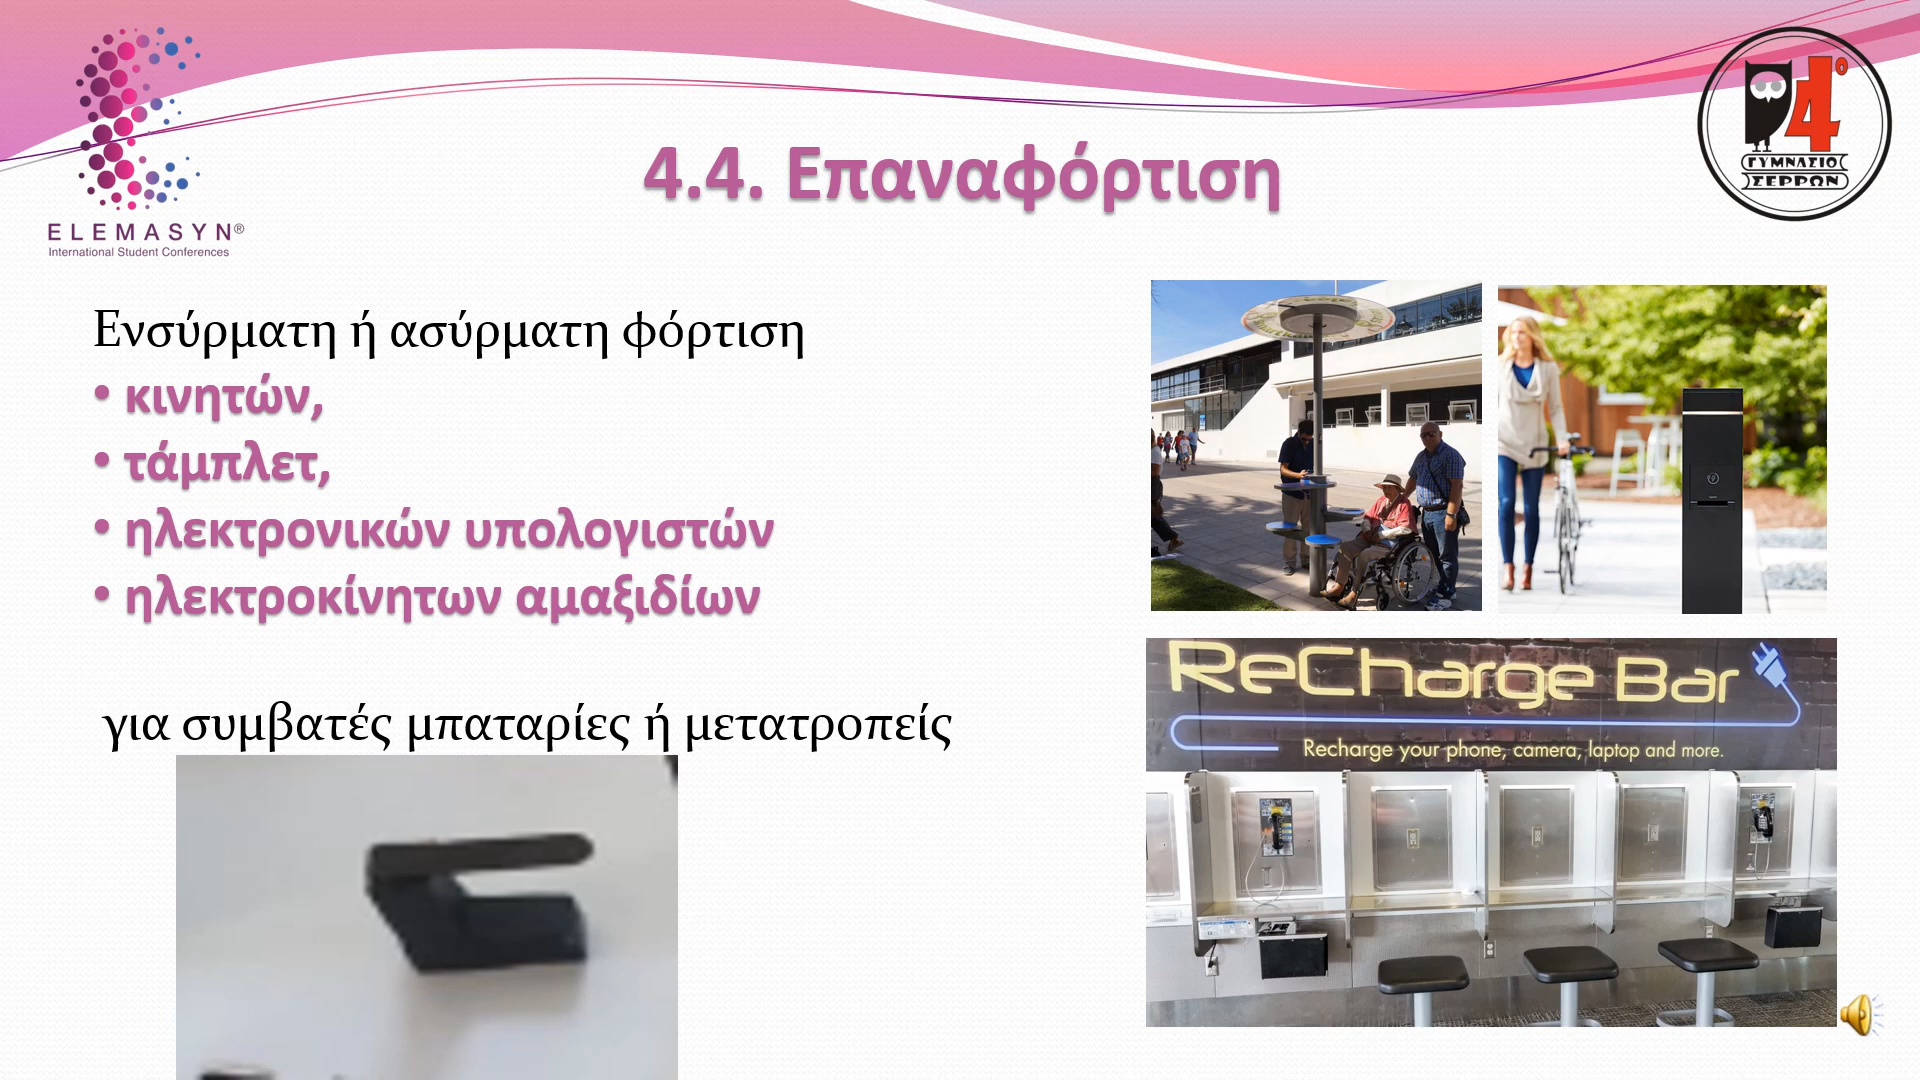 4ο
ΓΥΜΝΑΣΙΟ
ΣΕΡΡΩΝ
ELEMASYN®
International Student Conferences
4.4. Επαναφόρτιση
Ενσύρματη ή ασύρματη φόρτιση
• κινητών,
• τάμπλετ,
• ηλεκτρονικών υπολογιστών
• ηλεκτροκίνητων αμαξιδίων
για συμβατές μπαταρίες ή μετατροπείς
ReCharge Bar
Recharge your phone, camera, laptop and more.